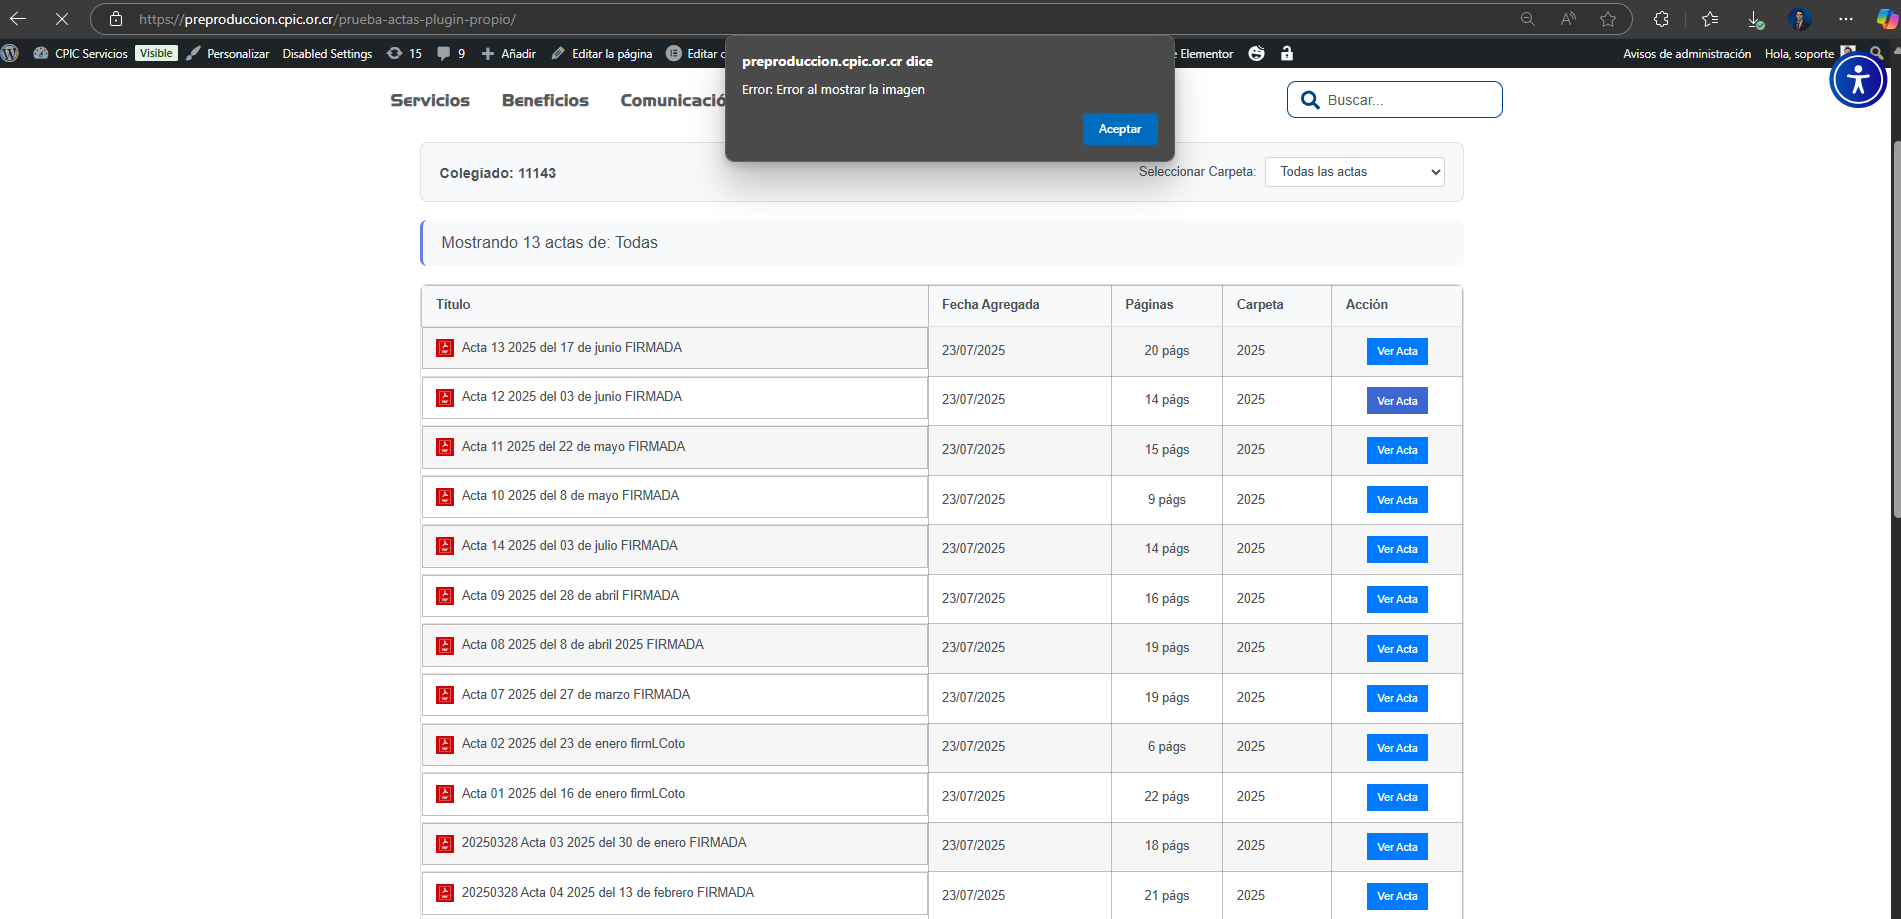 https://preproduccion.cpic.or.cr/prueba-actas-plugin-propio/
CPIC Servicios Visible Personalizar Disabled Settings 15 9 Añadir Editar la página Editar c e Elementor Avisos de administración Hola, soporte
preproduccion.cpic.or.cr dice
Error: Error al mostrar la imagen
Aceptar
Servicios Beneficios Comunicació Buscar...
Colegiado: 11143 Seleccionar Carpeta: Todas las actas
Mostrando 13 actas de: Todas
Título Fecha Agregada Páginas Carpeta Acción
Acta 13 2025 del 17 de junio FIRMADA 23/07/2025 20 págs 2025 Ver Acta
Acta 12 2025 del 03 de junio FIRMADA 23/07/2025 14 págs 2025 Ver Acta
Acta 11 2025 del 22 de mayo FIRMADA 23/07/2025 15 págs 2025 Ver Acta
Acta 10 2025 del 8 de mayo FIRMADA 23/07/2025 9 págs 2025 Ver Acta
Acta 14 2025 del 03 de julio FIRMADA 23/07/2025 14 págs 2025 Ver Acta
Acta 09 2025 del 28 de abril FIRMADA 23/07/2025 16 págs 2025 Ver Acta
Acta 08 2025 del 8 de abril 2025 FIRMADA 23/07/2025 19 págs 2025 Ver Acta
Acta 07 2025 del 27 de marzo FIRMADA 23/07/2025 19 págs 2025 Ver Acta
Acta 02 2025 del 23 de enero firmLCoto 23/07/2025 6 págs 2025 Ver Acta
Acta 01 2025 del 16 de enero firmLCoto 23/07/2025 22 págs 2025 Ver Acta
20250328 Acta 03 2025 del 30 de enero FIRMADA 23/07/2025 18 págs 2025 Ver Acta
20250328 Acta 04 2025 del 13 de febrero FIRMADA 23/07/2025 21 págs 2025 Ver Acta